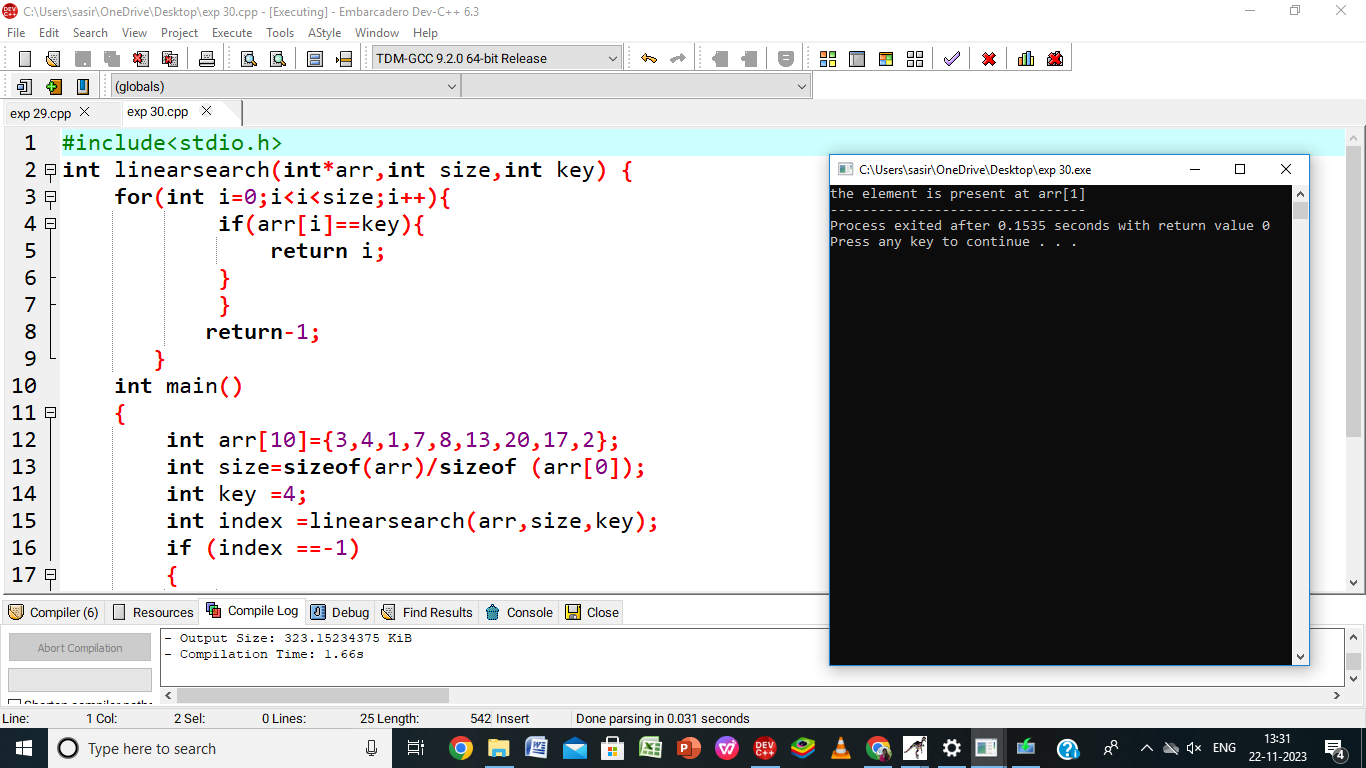 C:\Users\sasir\OneDrive\Desktop\exp 30.cpp - [Executing] - Embarcadero Dev-C++ 6.3
File Edit Search View Project Execute Tools AStyle Window Help
TDM-GCC 9.2.0 64-bit Release
(globals)
exp 29.cpp exp 30.cpp
1 #include<stdio.h>
2 int linearsearch(int*arr,int size,int key) {
3 for(int i=0;i<i<size;i++){
4 if(arr[i]==key){
5 return i;
6 }
7 }
8 return-1;
9 }
10 int main()
11 {
12 int arr[10]={3,4,1,7,8,13,20,17,2};
13 int size=sizeof(arr)/sizeof (arr[0]);
14 int key =4;
15 int index =linearsearch(arr,size,key);
16 if (index ==-1)
17 {
C:\Users\sasir\OneDrive\Desktop\exp 30.exe
the element is present at arr[1]
--------------------------------
Process exited after 0.1535 seconds with return value 0
Press any key to continue . . .
Compiler (6) Resources Compile Log Debug Find Results Console Close
Abort Compilation
- Output Size: 323.15234375 KiB
- Compilation Time: 1.66s
Line: 1 Col: 2 Sel: 0 Lines: 25 Length: 542 Insert Done parsing in 0.031 seconds
Type here to search
DEV C++
ENG
13:31
22-11-2023
4